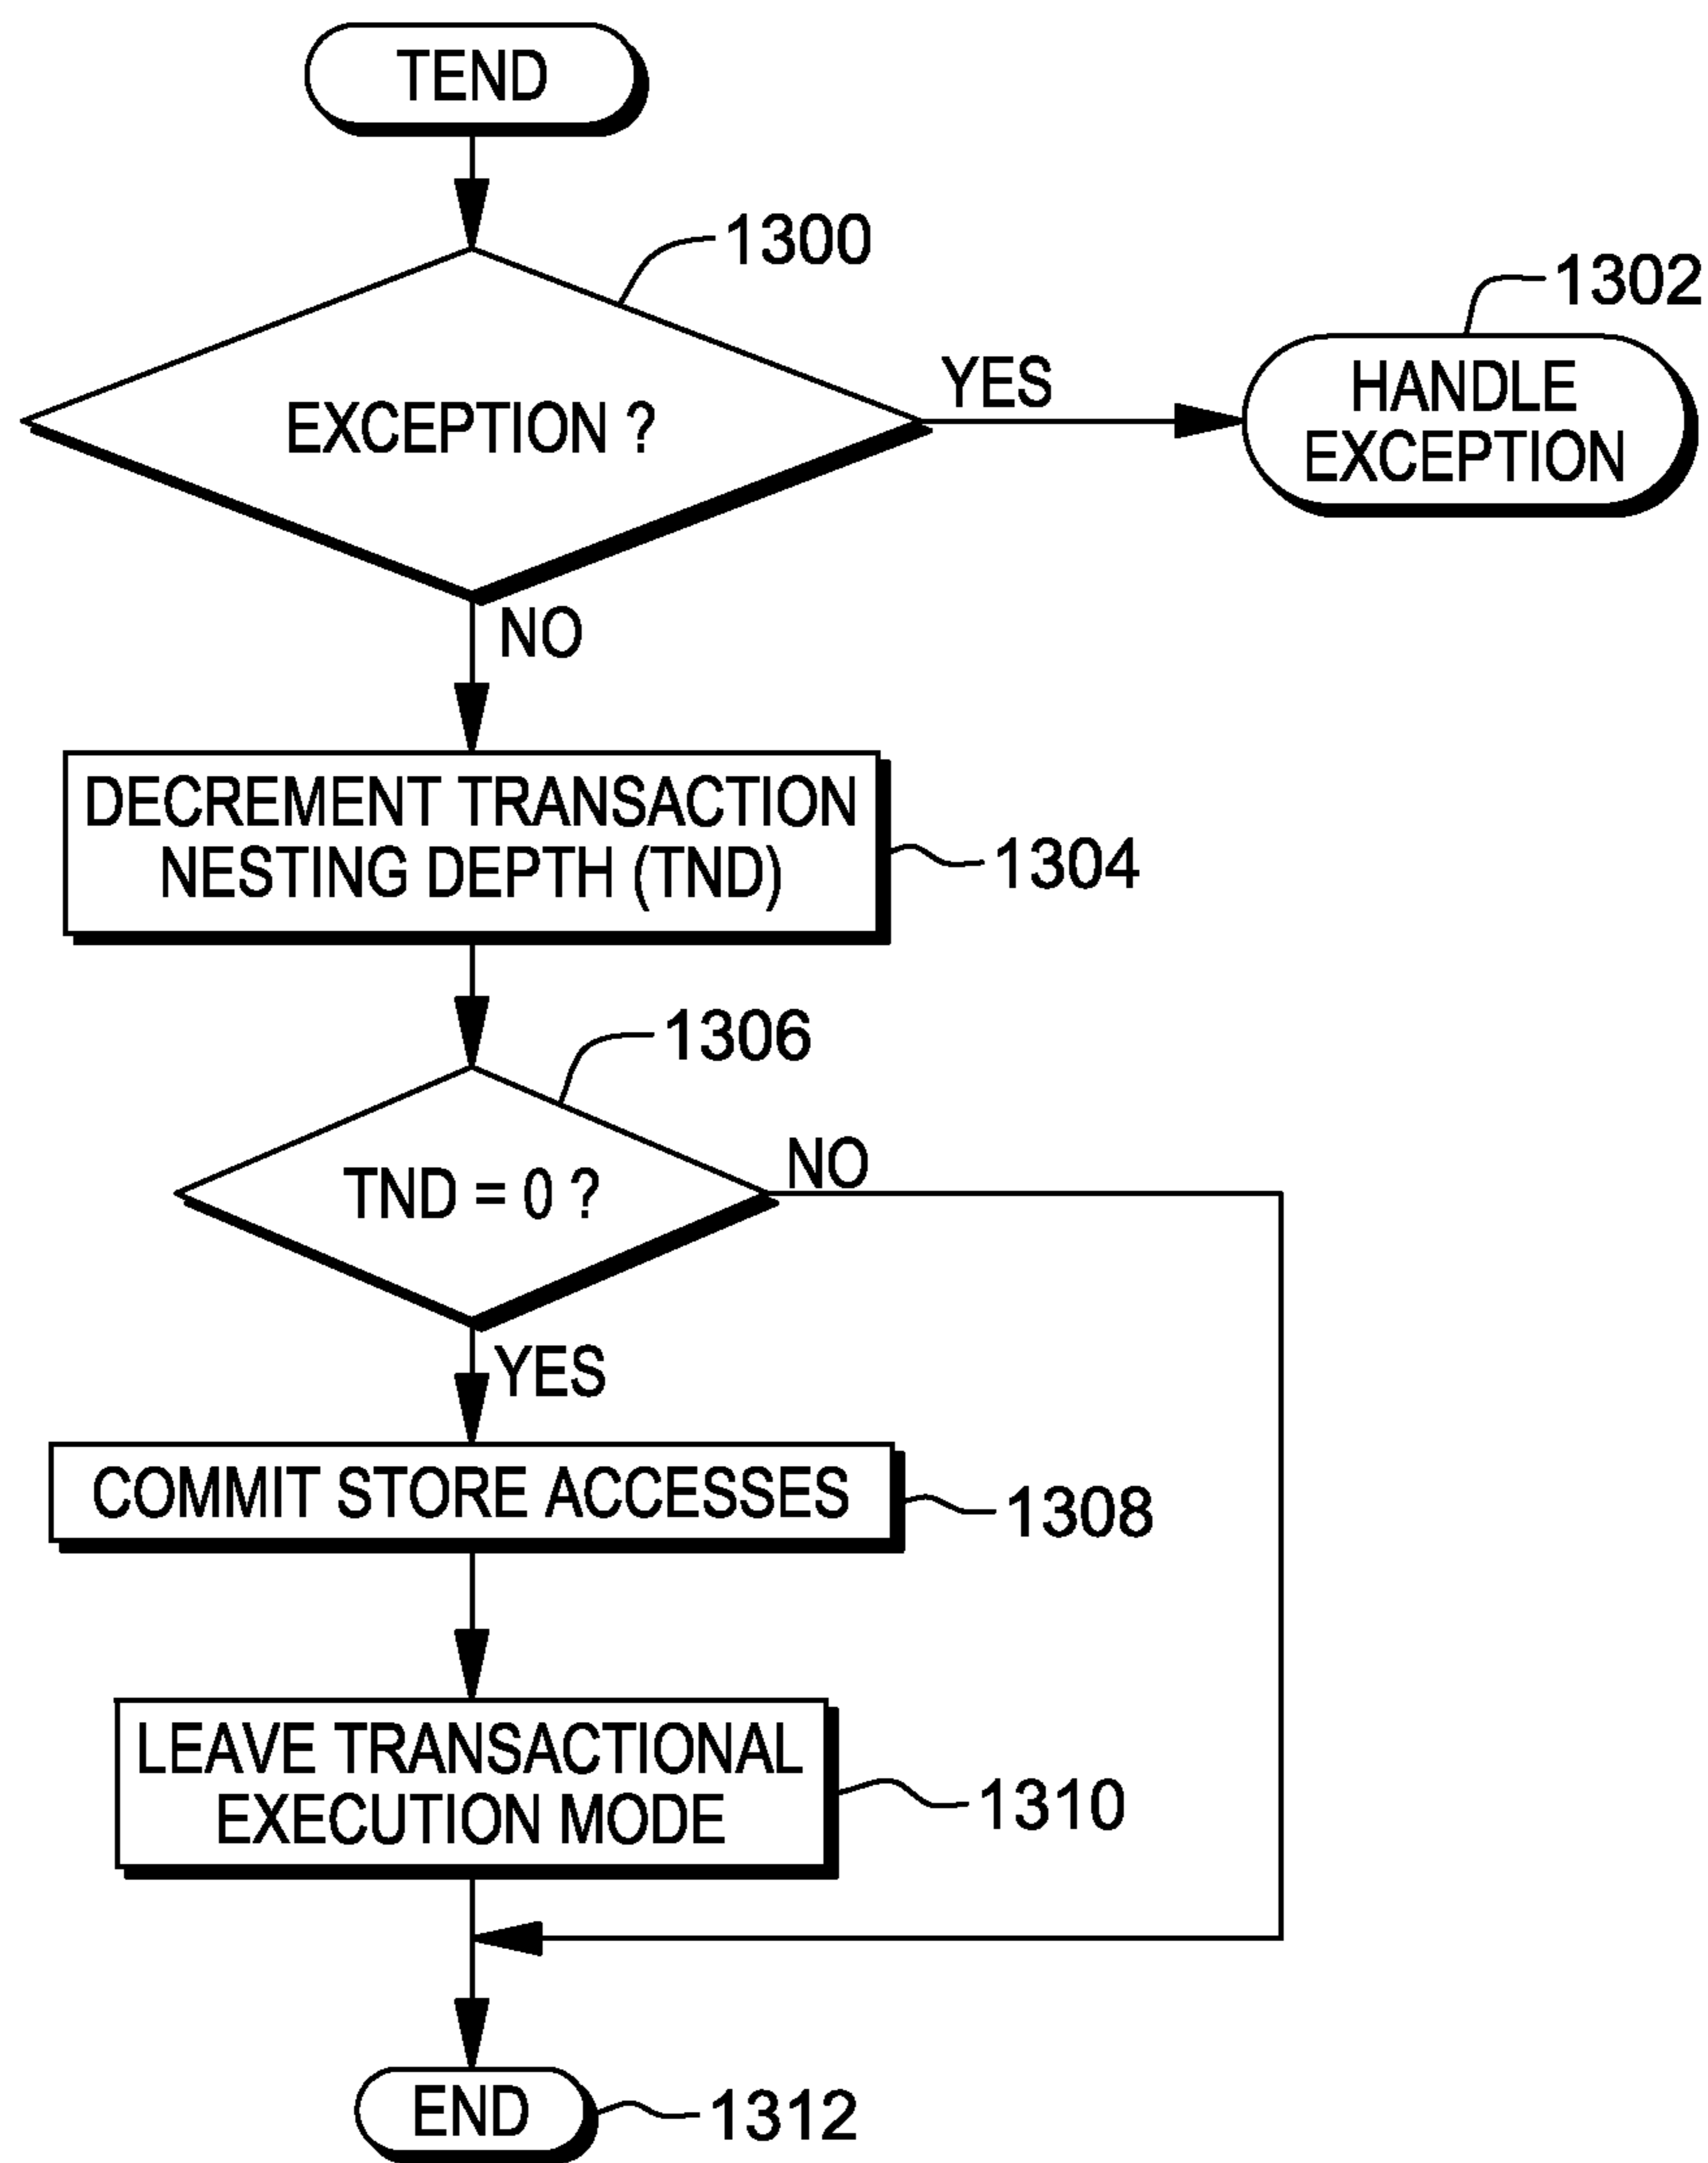 TEND
1300
EXCEPTION ?
YES
1302
HANDLE
EXCEPTION
NO
DECREMENT TRANSACTION
NESTING DEPTH (TND)
1304
1306
TND = 0 ?
NO
YES
COMMIT STORE ACCESSES
1308
LEAVE TRANSACTIONAL
EXECUTION MODE
1310
END
1312